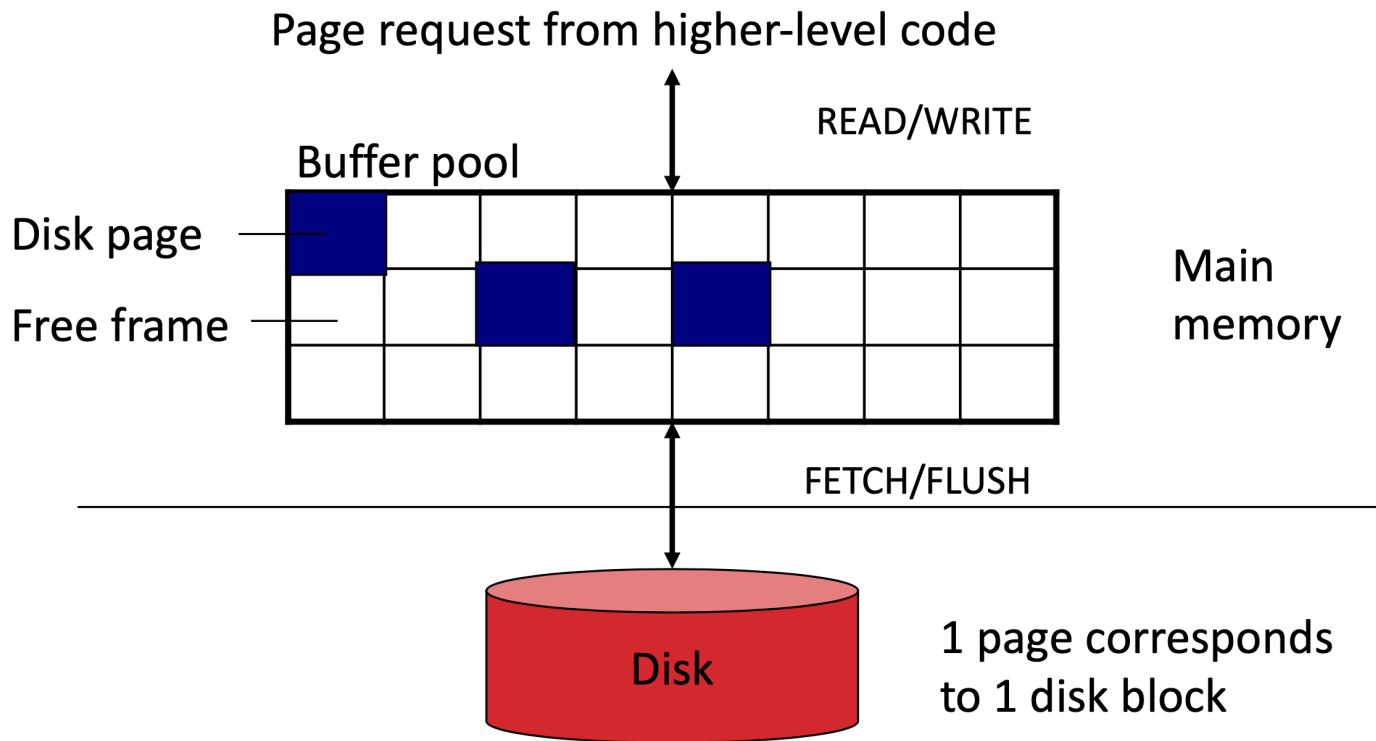 Page request from higher-level code
READ/WRITE
Buffer pool
Disk page
Free frame
Main
memory
FETCH/FLUSH
Disk
1 page corresponds
to 1 disk block